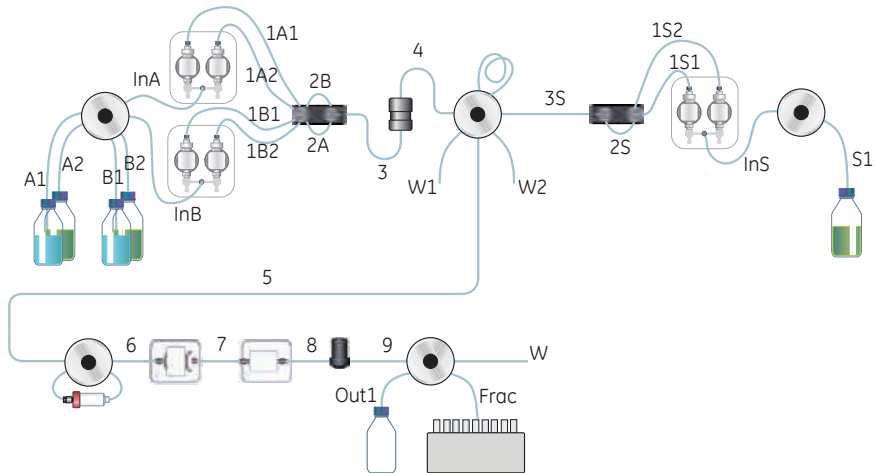 1A1
4
1S2
1A2
2B
1S1
InA
3S
1B1
2A
2S
1B2
3
A1
A2
B1
B2
W1
W2
InS
S1
InB
5
6
7
8
9
W
Out1
Frac